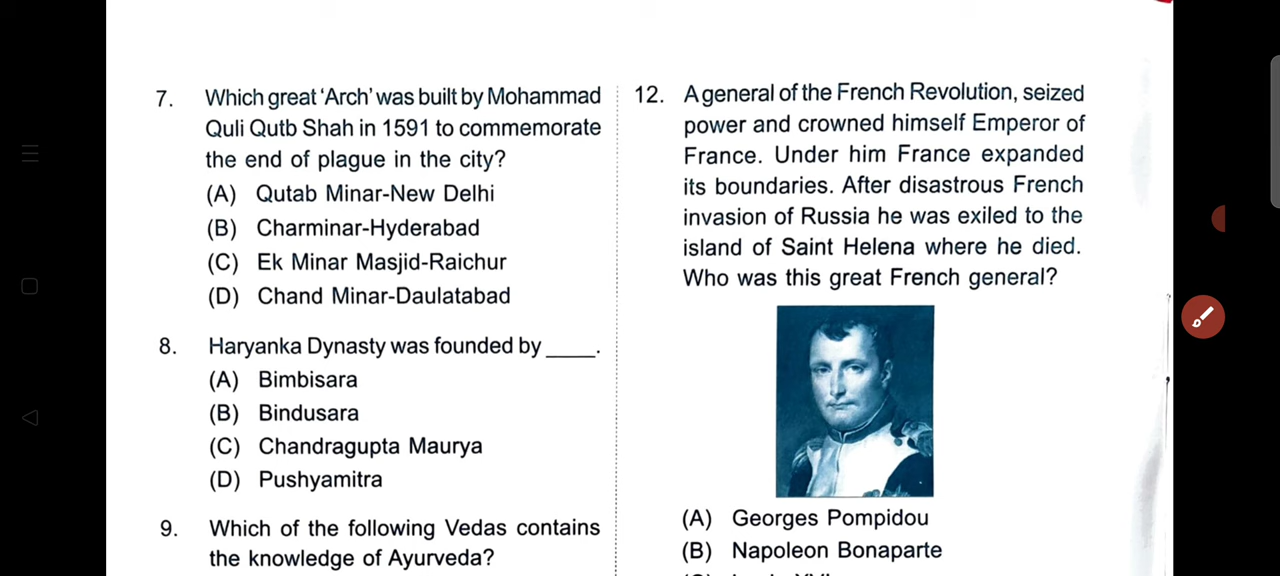 7. Which great ‘Arch’ was built by Mohammad
Quli Qutb Shah in 1591 to commemorate
the end of plague in the city?
(A) Qutab Minar-New Delhi
(B) Charminar-Hyderabad
(C) Ek Minar Masjid-Raichur
(D) Chand Minar-Daulatabad
8. Haryanka Dynasty was founded by ____.
(A) Bimbisara
(B) Bindusara
(C) Chandragupta Maurya
(D) Pushyamitra
9. Which of the following Vedas contains
the knowledge of Ayurveda?
12. A general of the French Revolution, seized
power and crowned himself Emperor of
France. Under him France expanded
its boundaries. After disastrous French
invasion of Russia he was exiled to the
island of Saint Helena where he died.
Who was this great French general?
(A) Georges Pompidou
(B) Napoleon Bonaparte